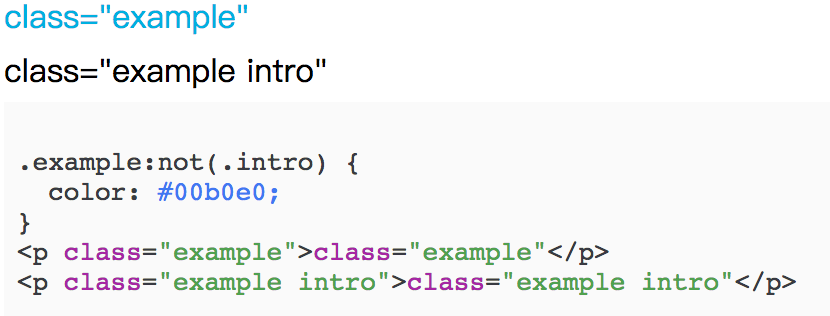 class="example"
class="example intro"
.example:not(.intro) {
  color: #00b0e0;
}
<p class="example">class="example"</p>
<p class="example intro">class="example intro"</p>